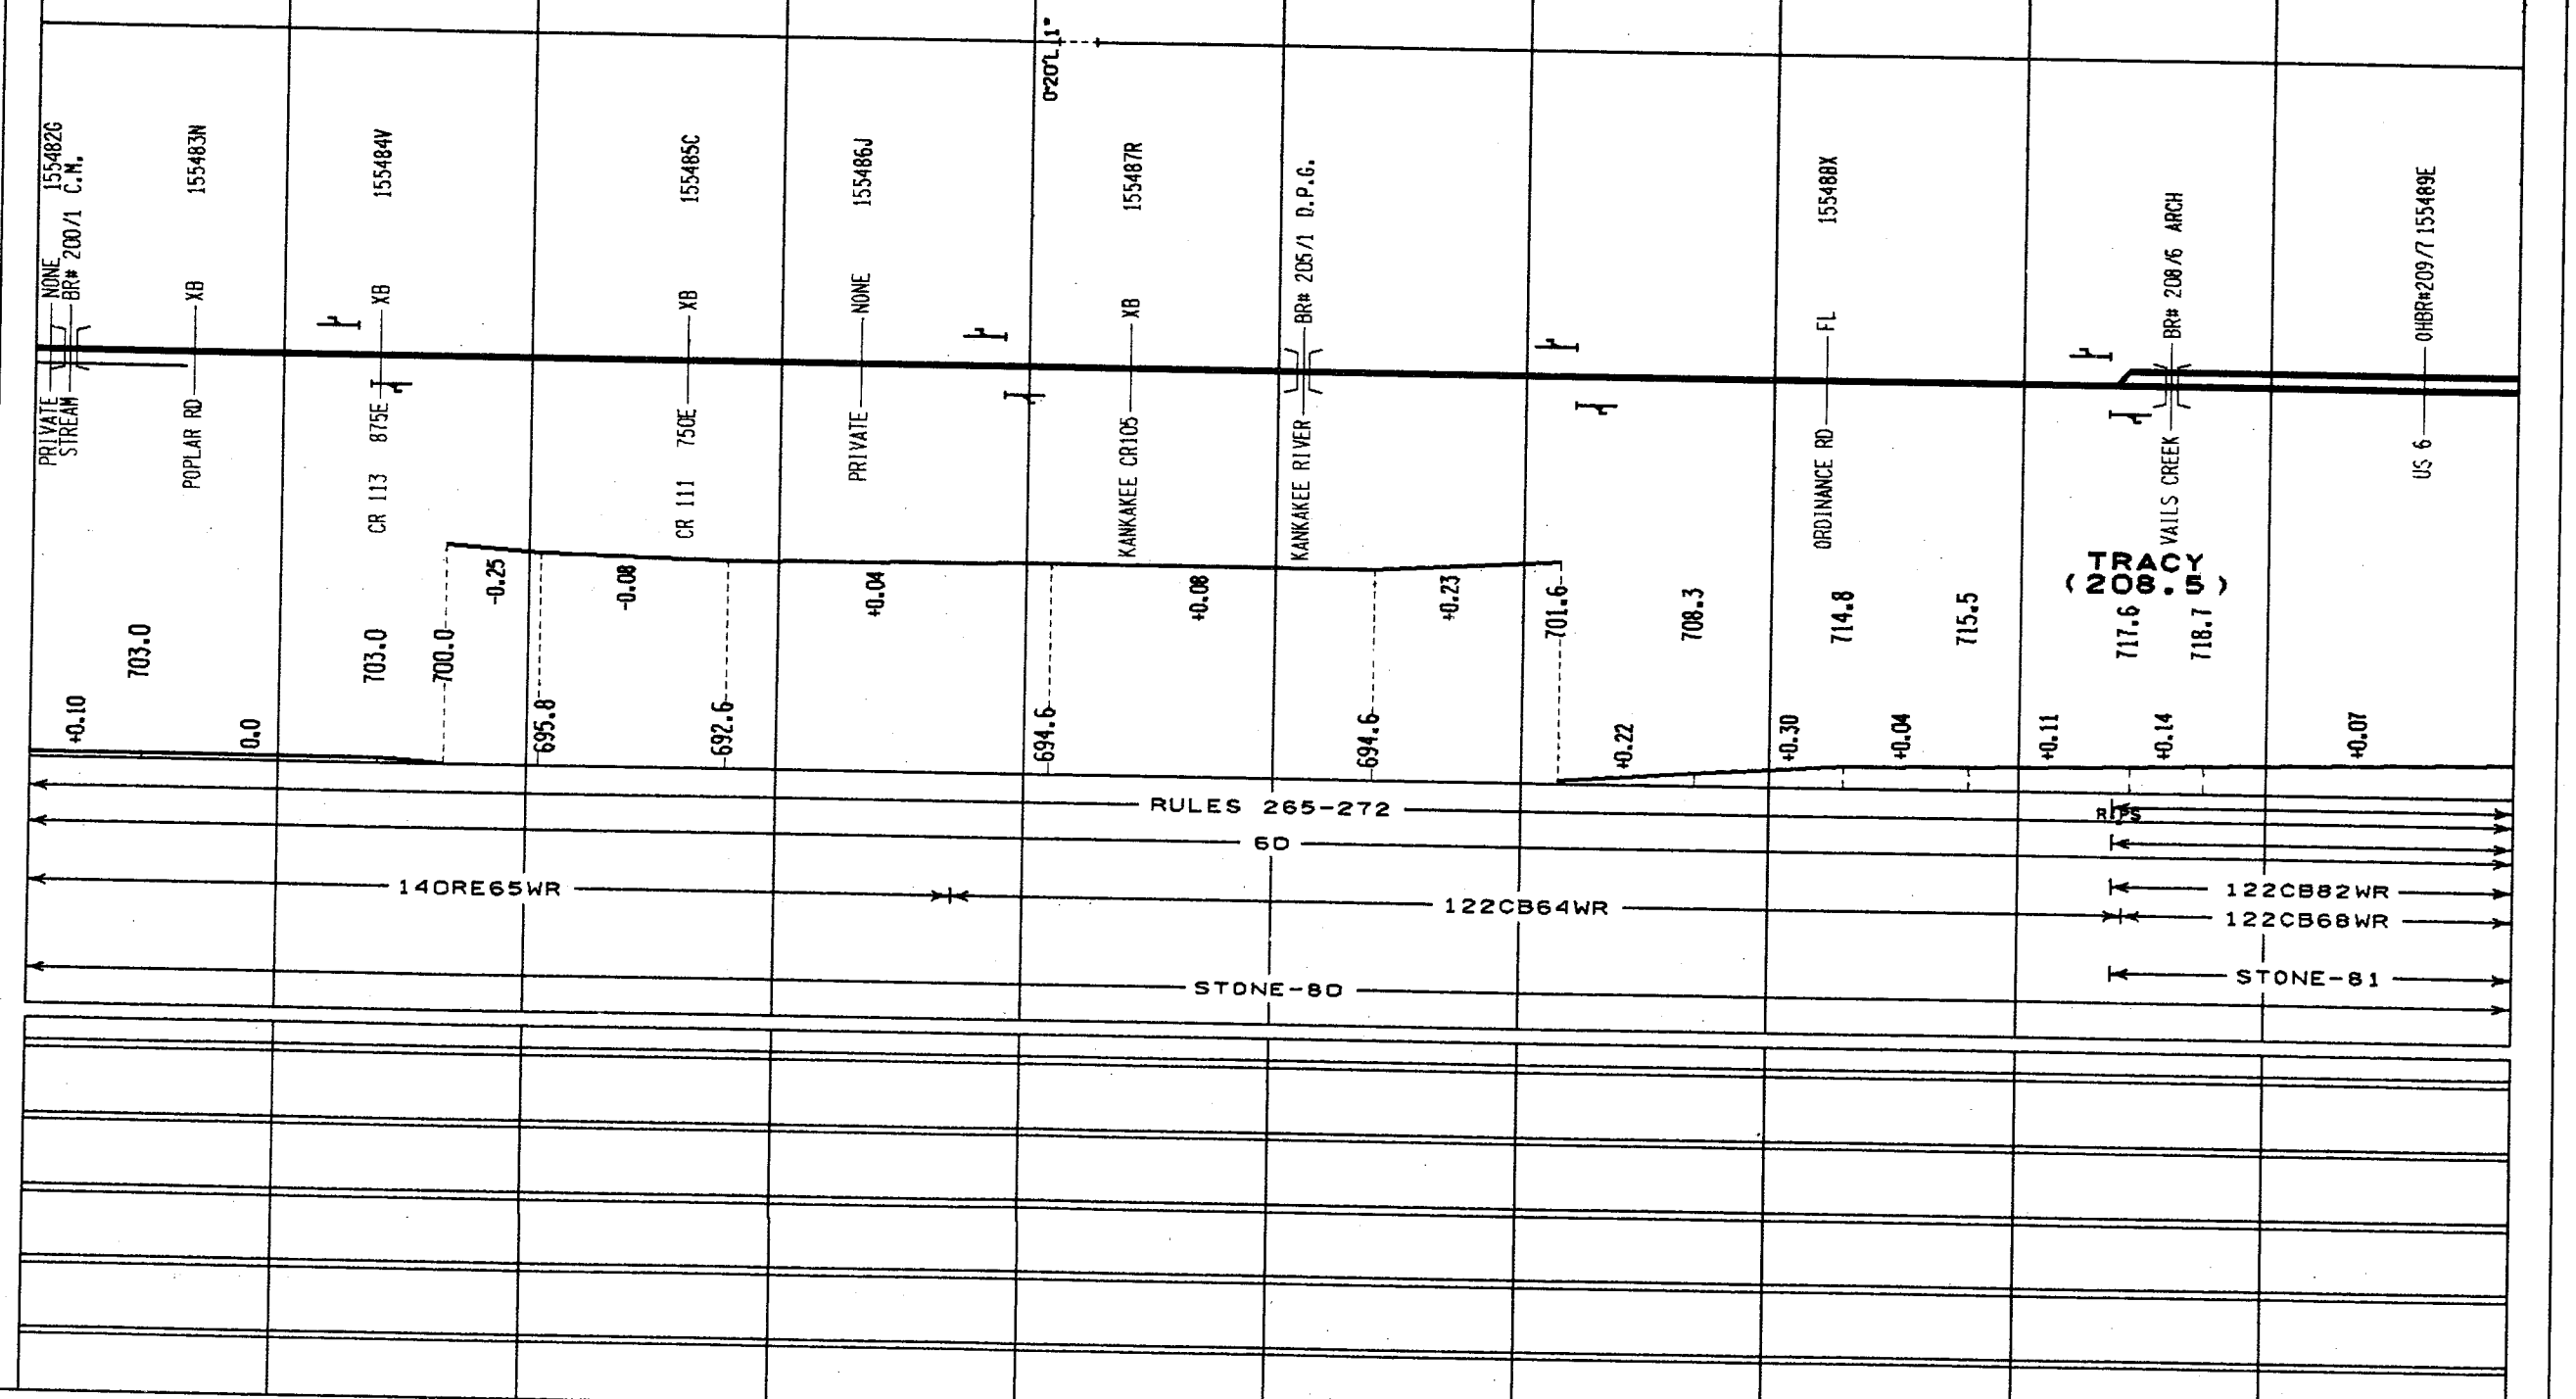 0°20'L 1"
NONE 155482G
BR# 200/1 C.M.
XB 155483N
XB 155484V
XB 155485C
NONE 155486J
XB 155487R
BR# 205/1 D.P.G.
FL 155488X
BR# 208/6 ARCH
OHBR#209/7 155489E
PRIVATE
STREAM
POPLAR RD
CR 113 875E
CR 111 750E
PRIVATE
KANKAKEE CR105
KANKAKEE RIVER
ORDINANCE RD
VAILS CREEK
US 6
TRACY
(208.5)
+0.10
703.0
0.0
703.0
700.0
-0.25
695.8
-0.08
692.6
+0.04
694.6
+0.08
694.6
+0.23
701.6
+0.22
708.3
+0.30
714.8
+0.04
715.5
+0.11
717.6
+0.14
718.7
+0.07
RULES 265-272
60
140RE65WR
122CB64WR
122CB82WR
122CB68WR
STONE-80
STONE-81